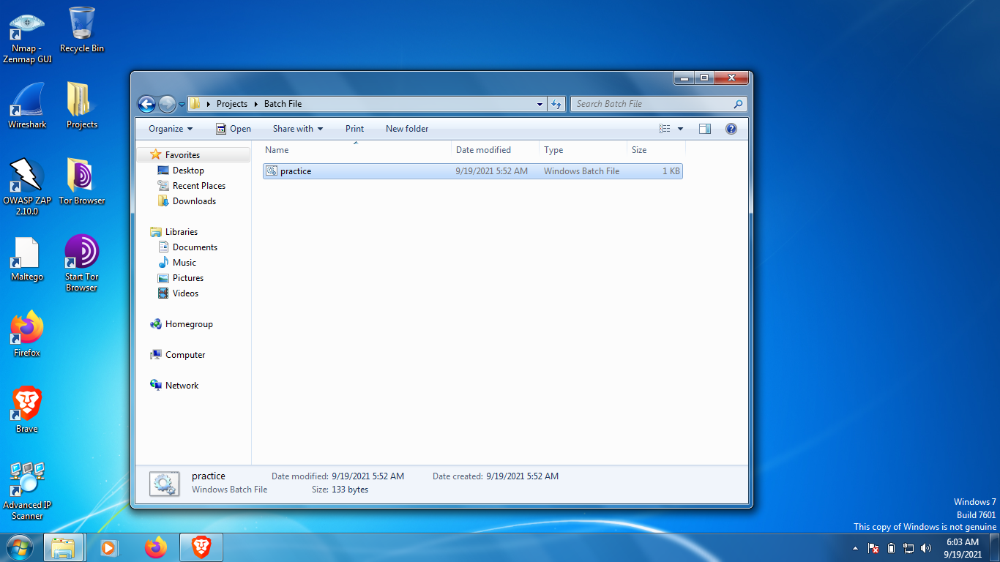 Nmap -
Zenmap GUI
Recycle Bin
Wireshark
Projects
OWASP ZAP
2.10.0
Tor Browser
Maltego
Start Tor
Browser
Firefox
Brave
Advanced IP
Scanner
Projects
Batch File
Search Batch File
Organize
Open
Share with
Print
New folder
Favorites
Desktop
Recent Places
Downloads
Libraries
Documents
Music
Pictures
Videos
Homegroup
Computer
Network
Name
Date modified
Type
Size
practice
9/19/2021 5:52 AM
Windows Batch File
1 KB
practice
Date modified: 9/19/2021 5:52 AM
Date created: 9/19/2021 5:52 AM
Windows Batch File
Size: 133 bytes
Windows 7
Build 7601
This copy of Windows is not genuine
6:03 AM
9/19/2021